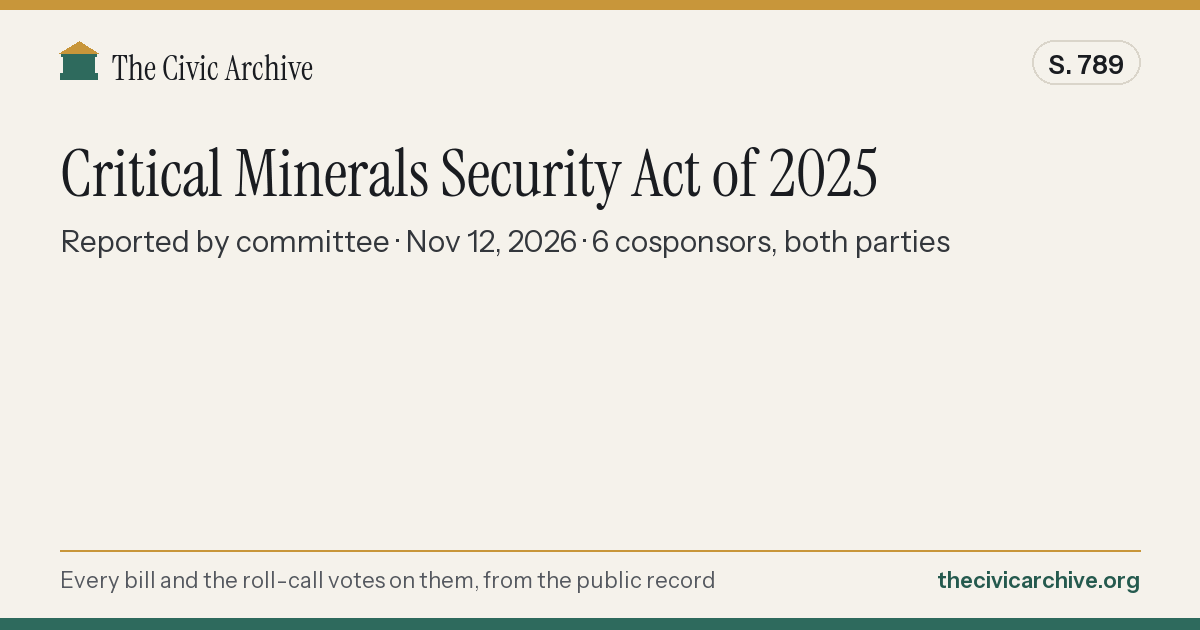 The Civic Archive
S. 789
Critical Minerals Security Act of 2025
Reported by committee · Nov 12, 2026 · 6 cosponsors, both parties
Every bill and the roll-call votes on them, from the public record
thecivicarchive.org